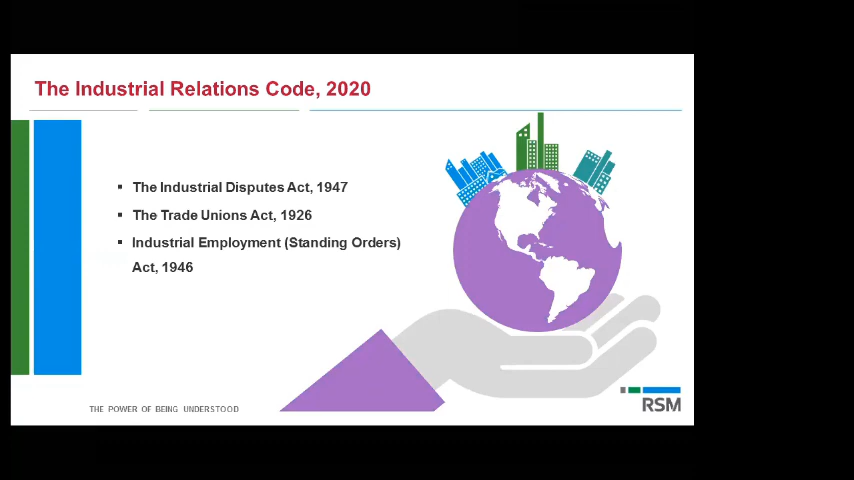 The Industrial Relations Code, 2020
▪ The Industrial Disputes Act, 1947
▪ The Trade Unions Act, 1926
▪ Industrial Employment (Standing Orders)
Act, 1946
THE POWER OF BEING UNDERSTOOD
RSM